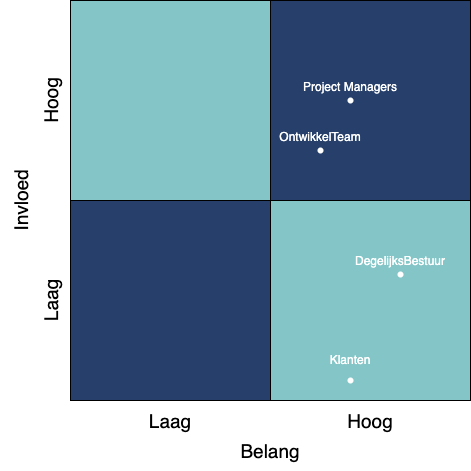 Hoog
Project Managers
OntwikkelTeam
Invloed
Laag
DegelijksBestuur
Klanten
Laag
Hoog
Belang